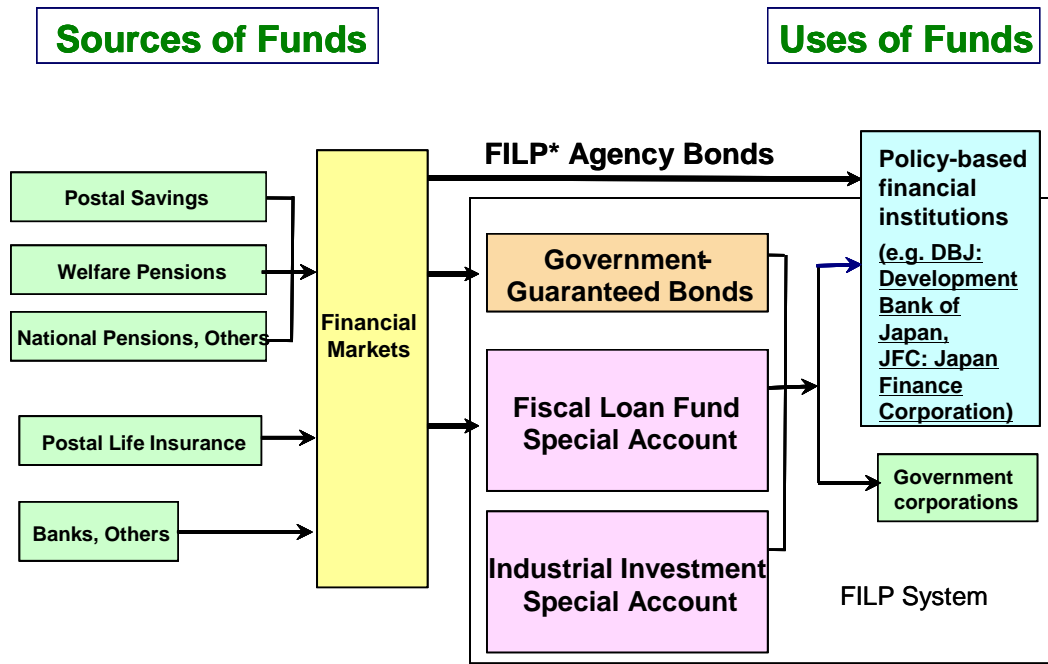 Sources of Funds
Uses of Funds
FILP* Agency Bonds
Postal Savings
Welfare Pensions
National Pensions, Others
Postal Life Insurance
Banks, Others
Financial
Markets
Government-
Guaranteed Bonds
Fiscal Loan Fund
Special Account
Industrial Investment
Special Account
Policy-based
financial
institutions
(e.g. DBJ:
Development
Bank of
Japan,
JFC: Japan
Finance
Corporation)
Government
corporations
FILP System